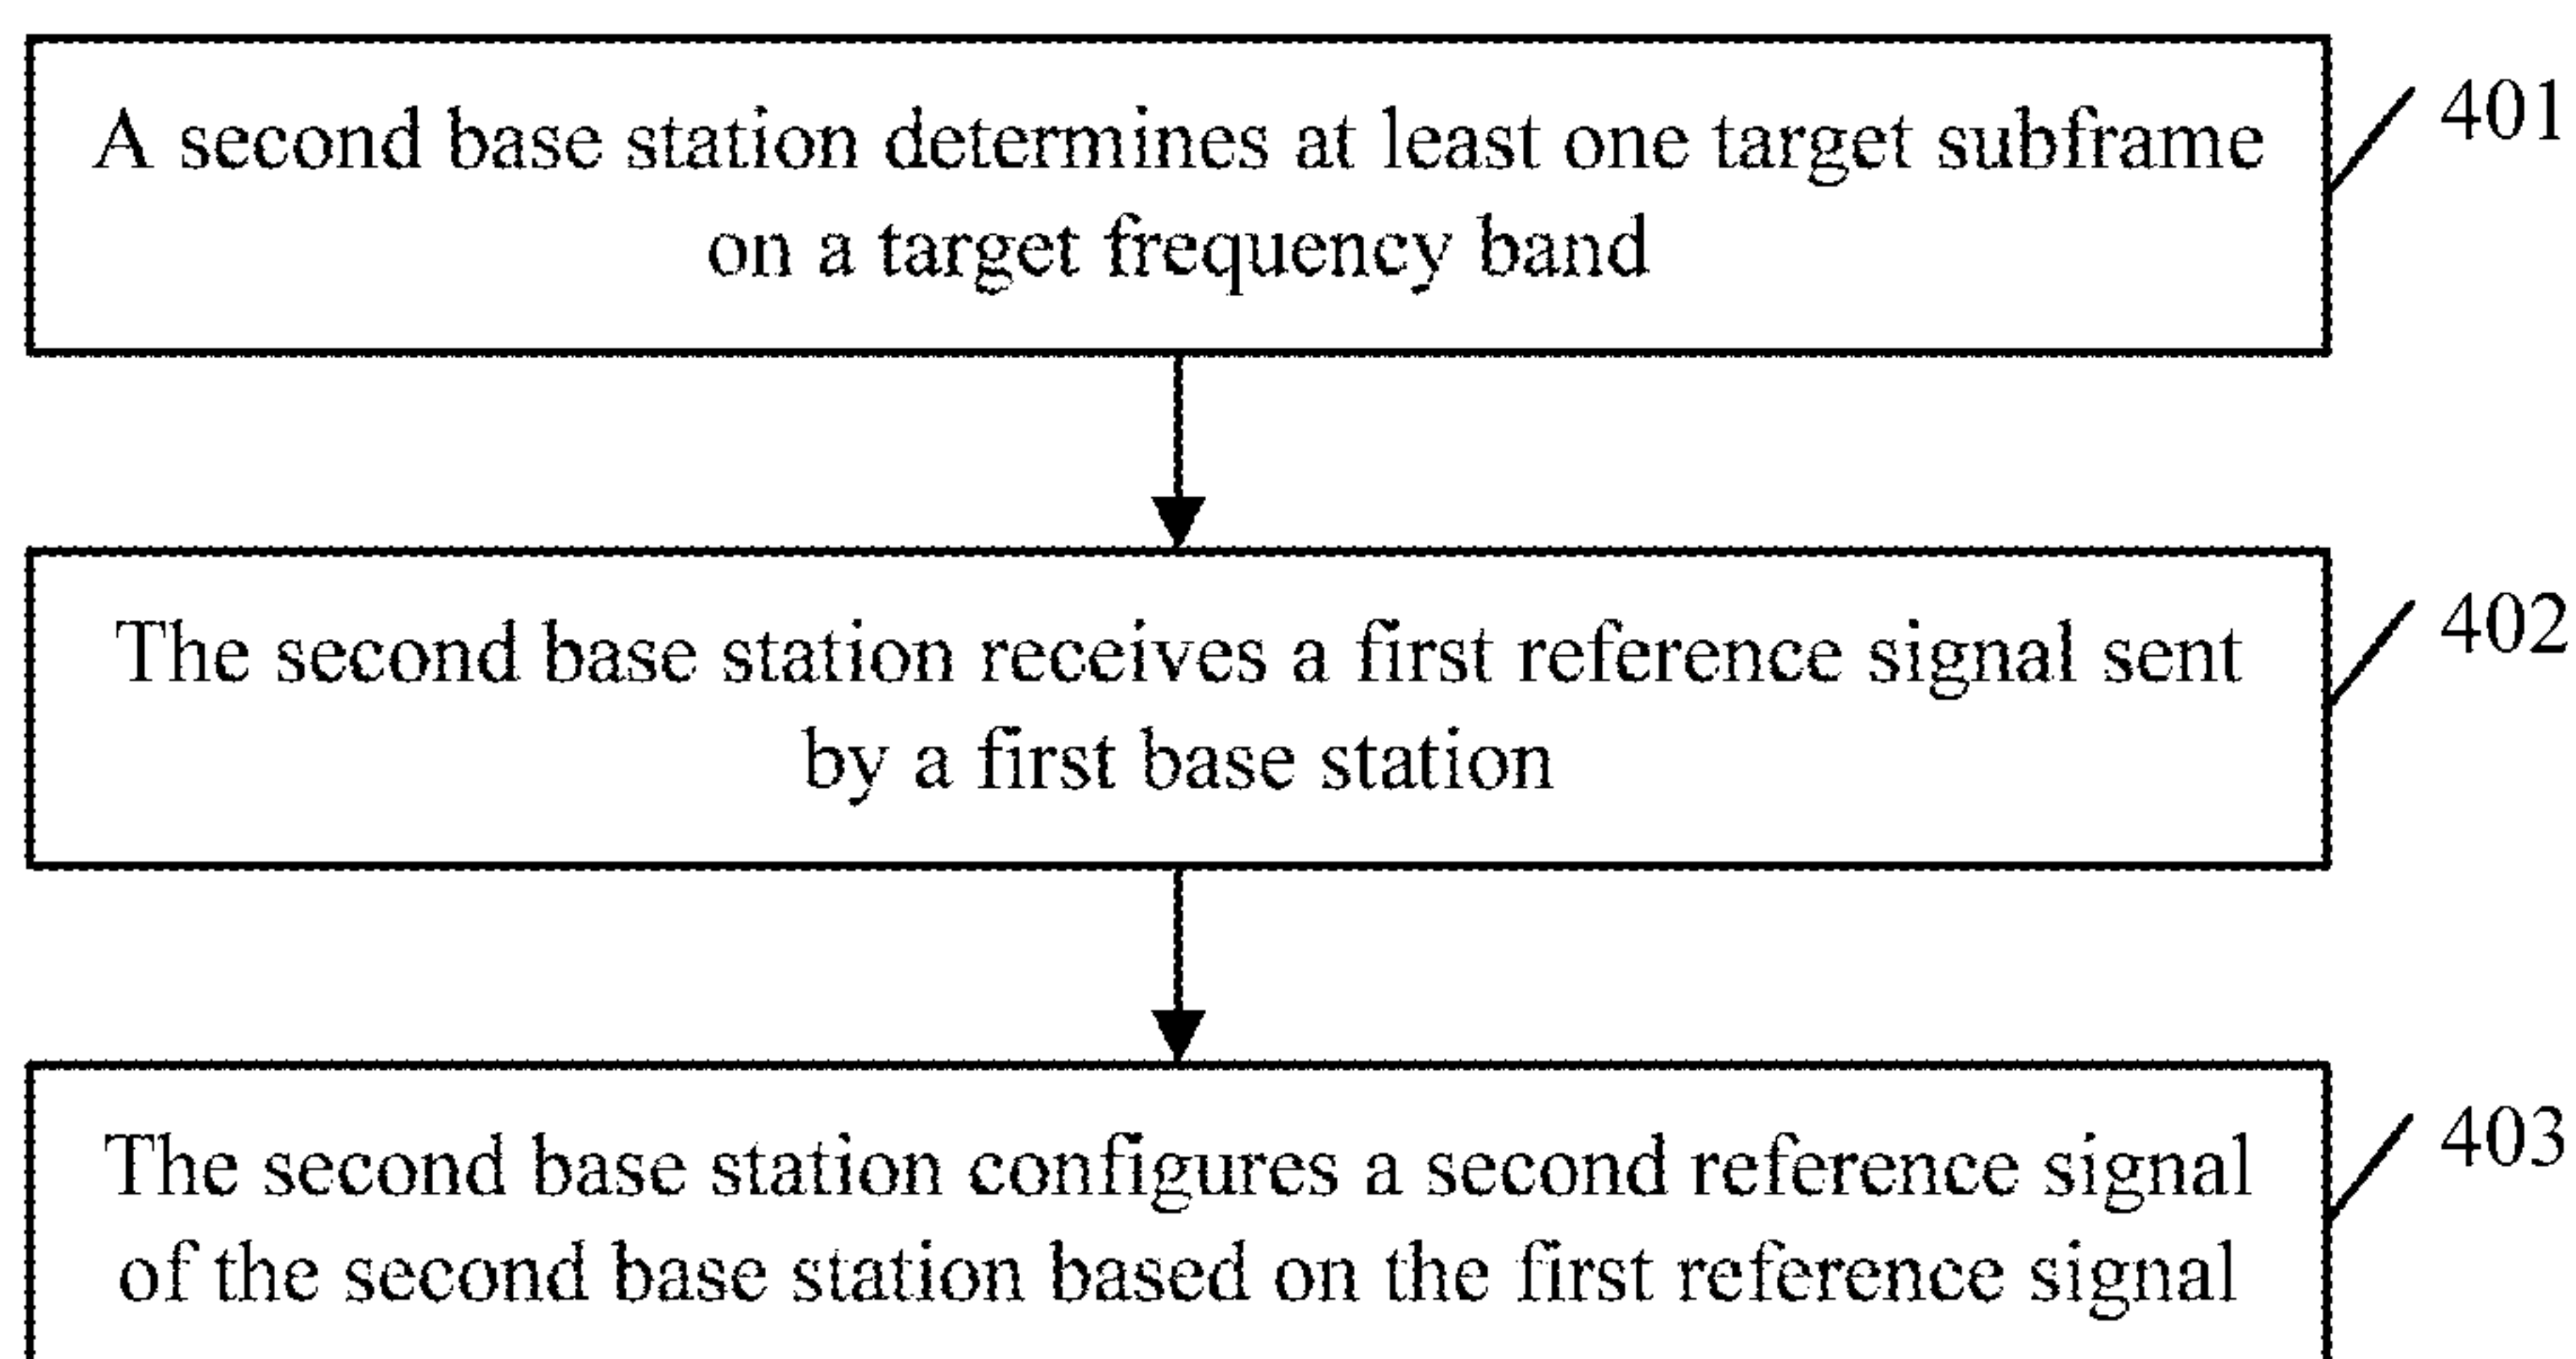 A second base station determines at least one target subframe
on a target frequency band
401
The second base station receives a first reference signal sent
by a first base station
402
The second base station configures a second reference signal
of the second base station based on the first reference signal
403